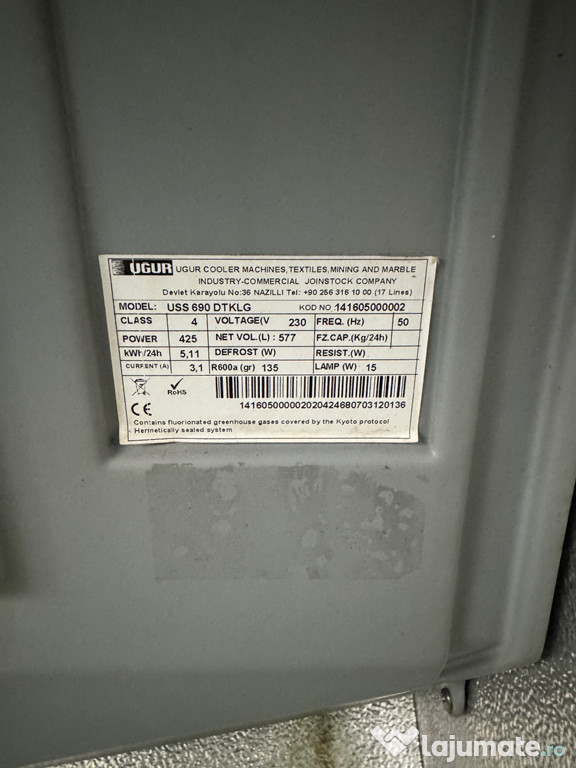 UGUR UGUR COOLER MACHINES, TEXTILES, MINING AND MARBLE
INDUSTRY-COMMERCIAL JOINSTOCK COMPANY
Devlet Karayolu No:36 NAZILLI Tel: +90 256 316 10 00 (17 Lines)
MODEL: USS 690 DTKLG KOD NO 141605000002
CLASS 4 VOLTAGE(V 230 FREQ. (Hz) 50
POWER 425 NET VOL.(L) : 577 FZ.CAP.(Kg/24h)
kWh/24h 5,11 DEFROST (W) RESIST.(W)
CURRENT (A) 3,1 R600a (gr) 135 LAMP (W) 15
RoHS
CE 141605000002020424680703120136
Contains fluorionated greenhouse gases covered by the Kyoto protocol
Hermetically sealed system
lajumate.ro